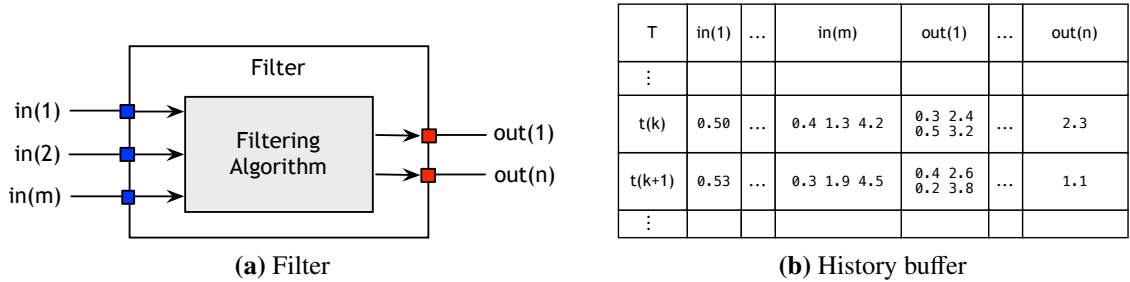 Filter
in(1)
in(2)
in(m)
Filtering
Algorithm
out(1)
out(n)
(a) Filter
T in(1) ... in(m) out(1) ... out(n)
⋮
t(k) 0.50 ... 0.4 1.3 4.2 0.3 2.4 ... 2.3
0.5 3.2
t(k+1) 0.53 ... 0.3 1.9 4.5 0.4 2.6 ... 1.1
0.2 3.8
⋮
(b) History buffer